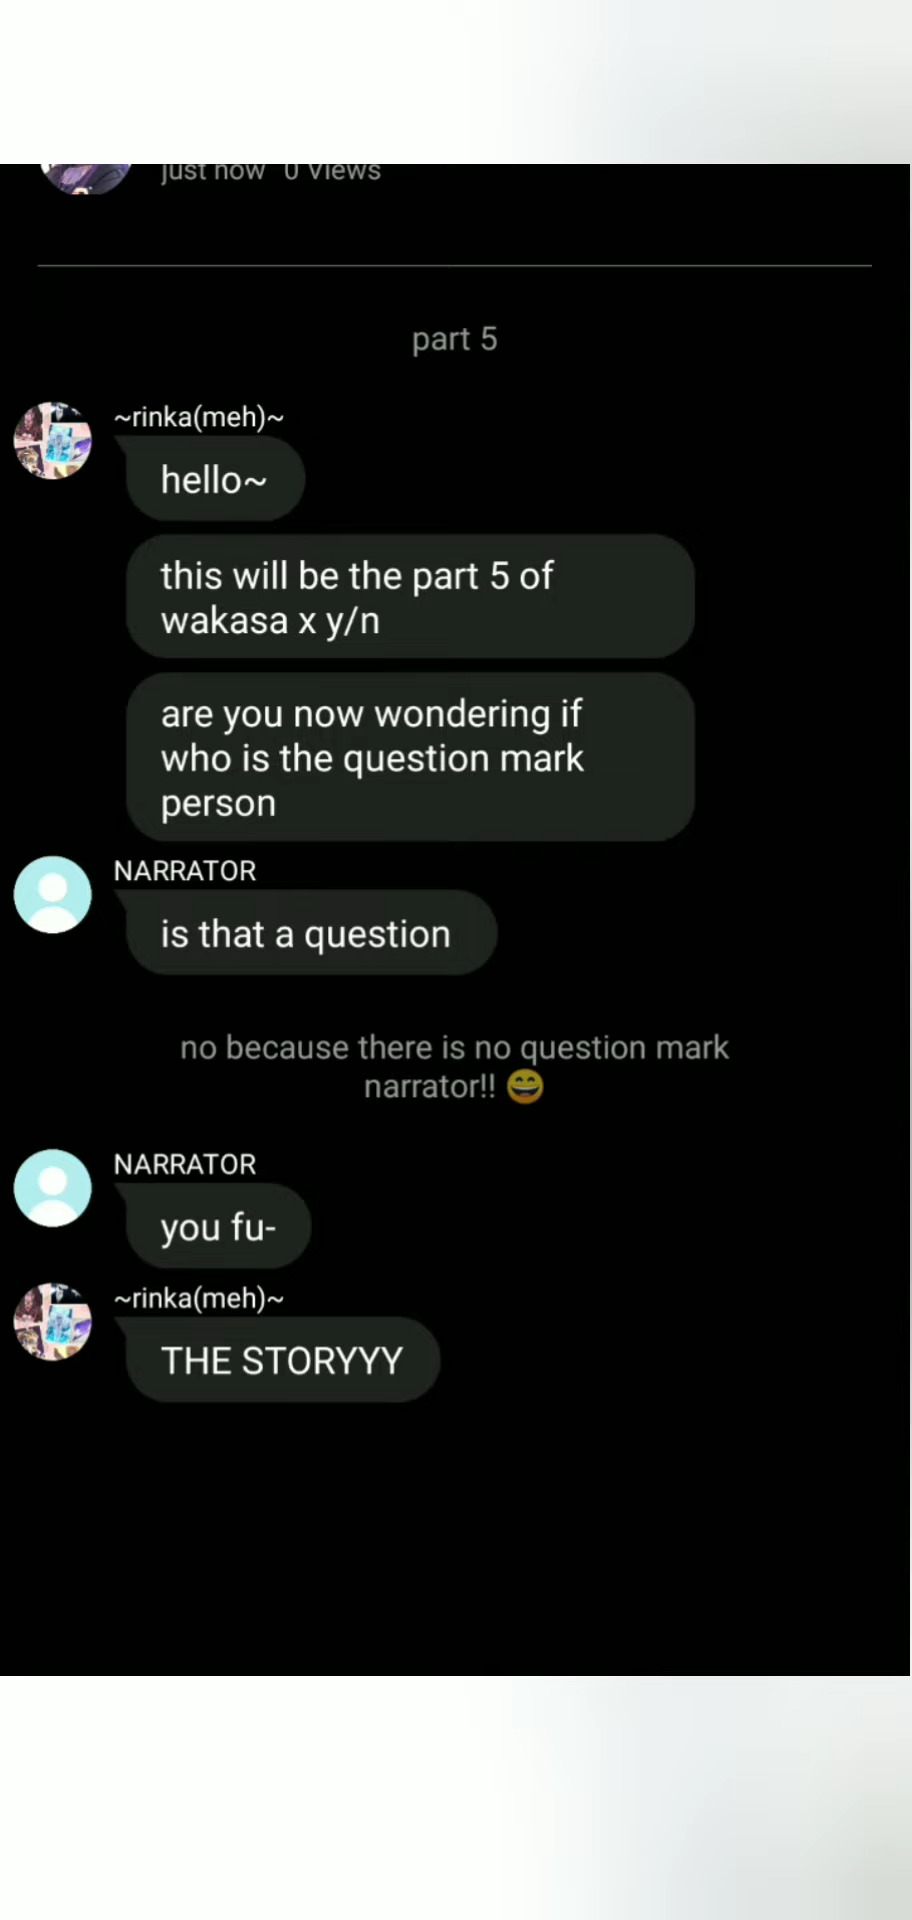 just now 0 Views
part 5
~rinka(meh)~
hello~
this will be the part 5 of
wakasa x y/n
are you now wondering if
who is the question mark
person
NARRATOR
is that a question
no because there is no question mark
narrator!! 😄
NARRATOR
you fu-
~rinka(meh)~
THE STORYYY